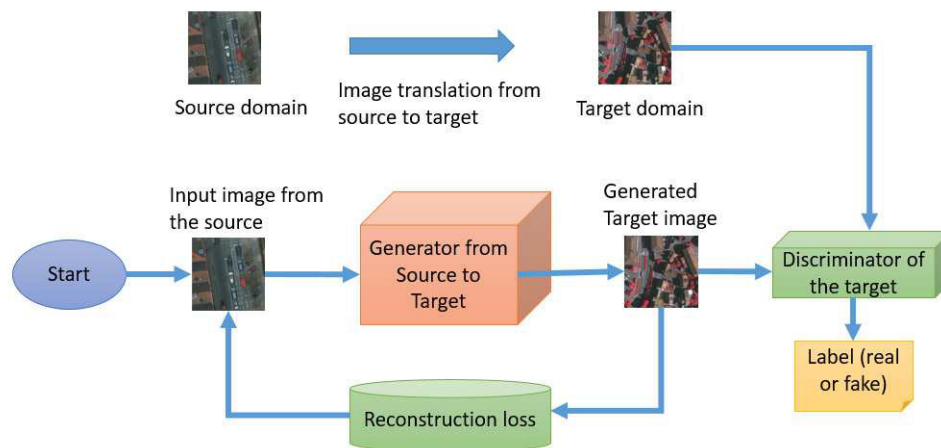 Source domain
Image translation from
source to target
Target domain
Input image from
the source
Generated
Target image
Start
Generator from
Source to
Target
Discriminator of
the target
Label (real
or fake)
Reconstruction loss